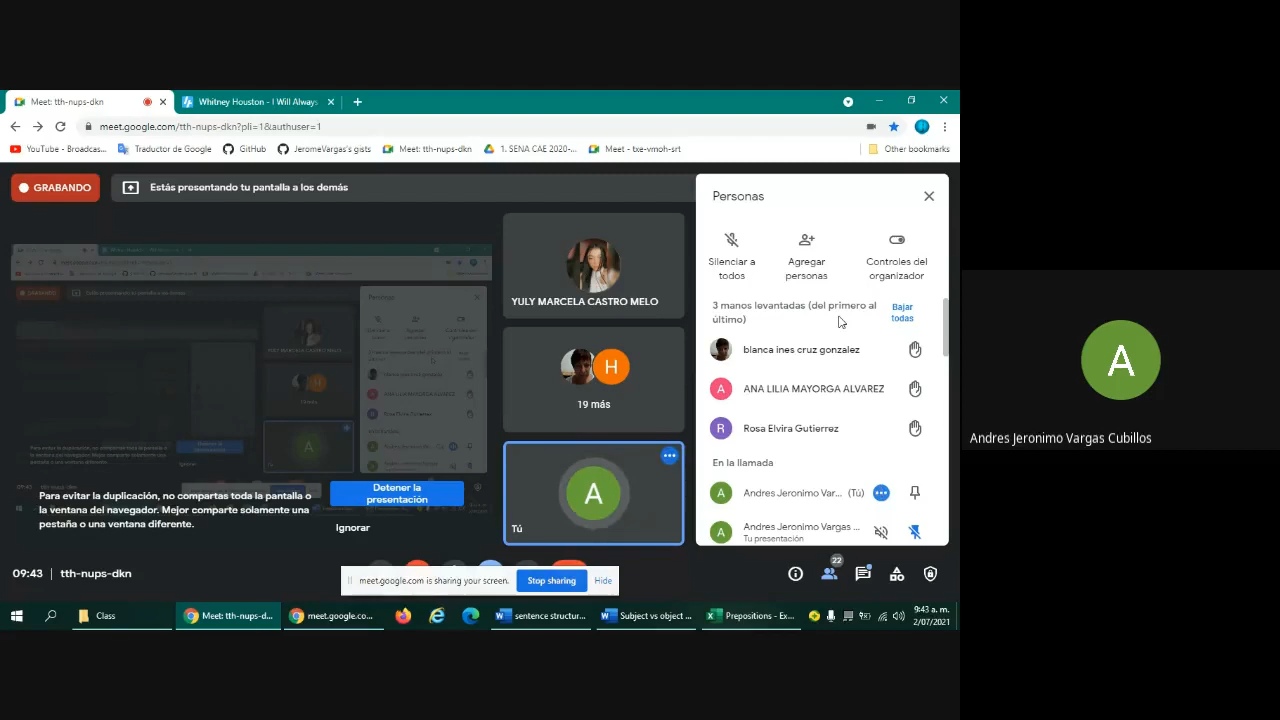 Meet: tth-nups-dkn
Whitney Houston - I Will Always
meet.google.com/tth-nups-dkn?pli=1&authuser=1
YouTube - Broadcas...
Traductor de Google
GitHub
JeromeVargas's gists
Meet: tth-nups-dkn
1. SENA CAE 2020-...
Meet - txe-vmoh-srt
Other bookmarks
GRABANDO
Estás presentando tu pantalla a los demás
YULY MARCELA CASTRO MELO
H
19 más
A
Tú
Para evitar la duplicación, no compartas toda la pantalla o
la ventana del navegador. Mejor comparte solamente una
pestaña o una ventana diferente.
Detener la
presentación
Ignorar
Personas
Silenciar a
todos
Agregar
personas
Controles del
organizador
3 manos levantadas (del primero al
último)
Bajar
todas
blanca ines cruz gonzalez
A
ANA LILIA MAYORGA ALVAREZ
R
Rosa Elvira Gutierrez
En la llamada
A
Andres Jeronimo Var... (Tú)
A
Andres Jeronimo Vargas ...
Tu presentación
09:43 | tth-nups-dkn
22
meet.google.com is sharing your screen.
Stop sharing
Hide
Class
Meet: tth-nups-d...
meet.google.co...
sentence structur...
Subject vs object ...
Prepositions - Ex...
9:43 a. m.
2/07/2021
A
Andres Jeronimo Vargas Cubillos